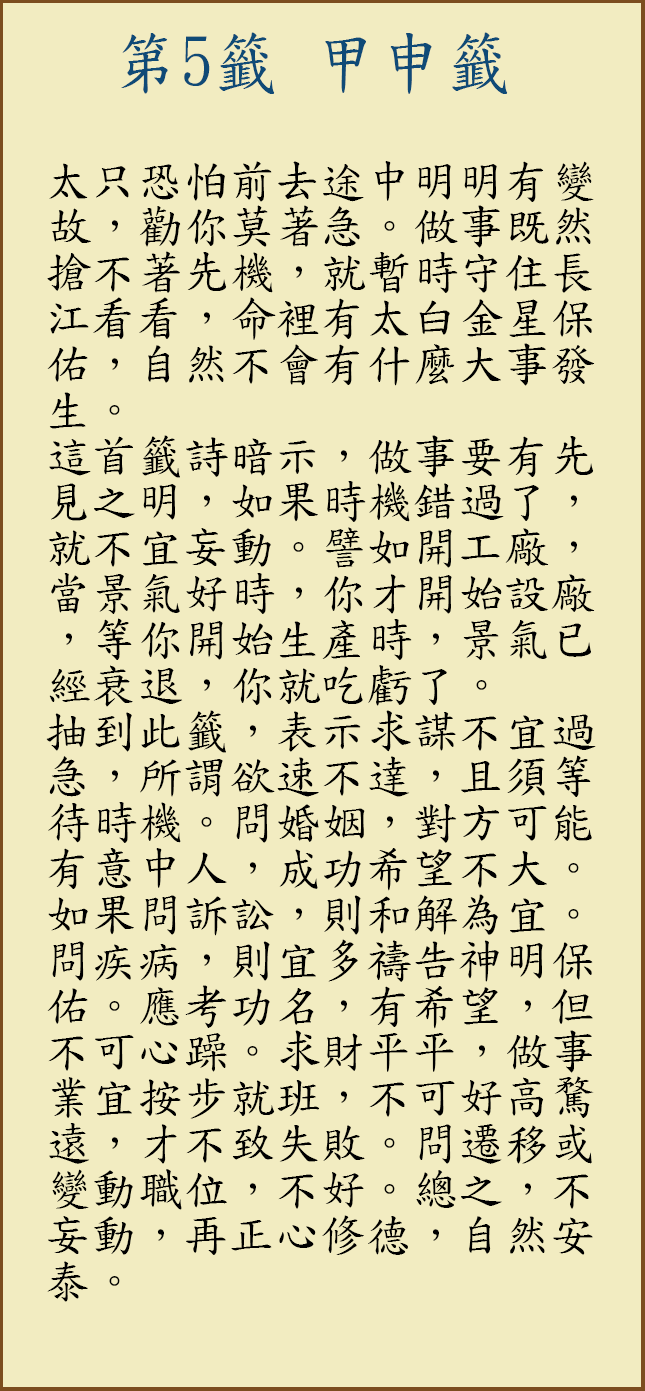 第5籤 甲申籤
太只恐怕前去途中明明有變
故，勸你莫著急。做事既然
搶不著先機，就暫時守住長
江看看，命裡有太白金星保
佑，自然不會有什麼大事發
生。
這首籤詩暗示，做事要有先
見之明，如果時機錯過了，
就不宜妄動。譬如開工廠，
當景氣好時，你才開始設廠
，等你開始生產時，景氣已
經衰退，你就吃虧了。
抽到此籤，表示求謀不宜過
急，所謂欲速不達，且須等
待時機。問婚姻，對方可能
有意中人，成功希望不大。
如果問訴訟，則和解為宜。
問疾病，則宜多禱告神明保
佑。應考功名，有希望，但
不可心躁。求財平平，做事
業宜按步就班，不可好高騖
遠，才不致失敗。問遷移或
變動職位，不好。總之，不
妄動，再正心修德，自然安
泰。